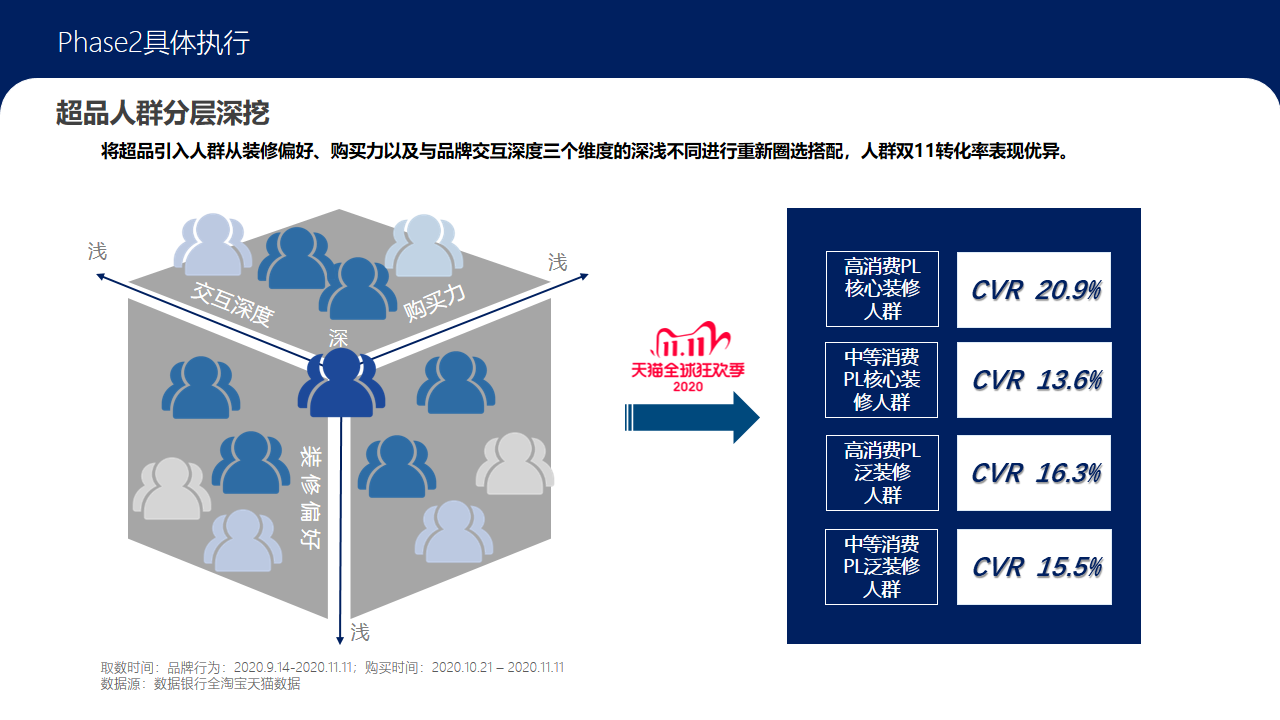 Phase2具体执行
超品人群分层深挖
将超品引入人群从装修偏好、购买力以及与品牌交互深度三个维度的深浅不同进行重新圈选搭配，人群双11转化率表现优异。
浅
浅
交互深度
购买力
深
装修偏好
浅
11.11
天猫全球狂欢季
2020
高消费PL
核心装修
人群
CVR 20.9%
中等消费
PL核心装
修人群
CVR 13.6%
高消费PL
泛装修
人群
CVR 16.3%
中等消费
PL泛装修
人群
CVR 15.5%
取数时间：品牌行为：2020.9.14-2020.11.11；购买时间：2020.10.21 – 2020.11.11
数据源：数据银行全淘宝天猫数据